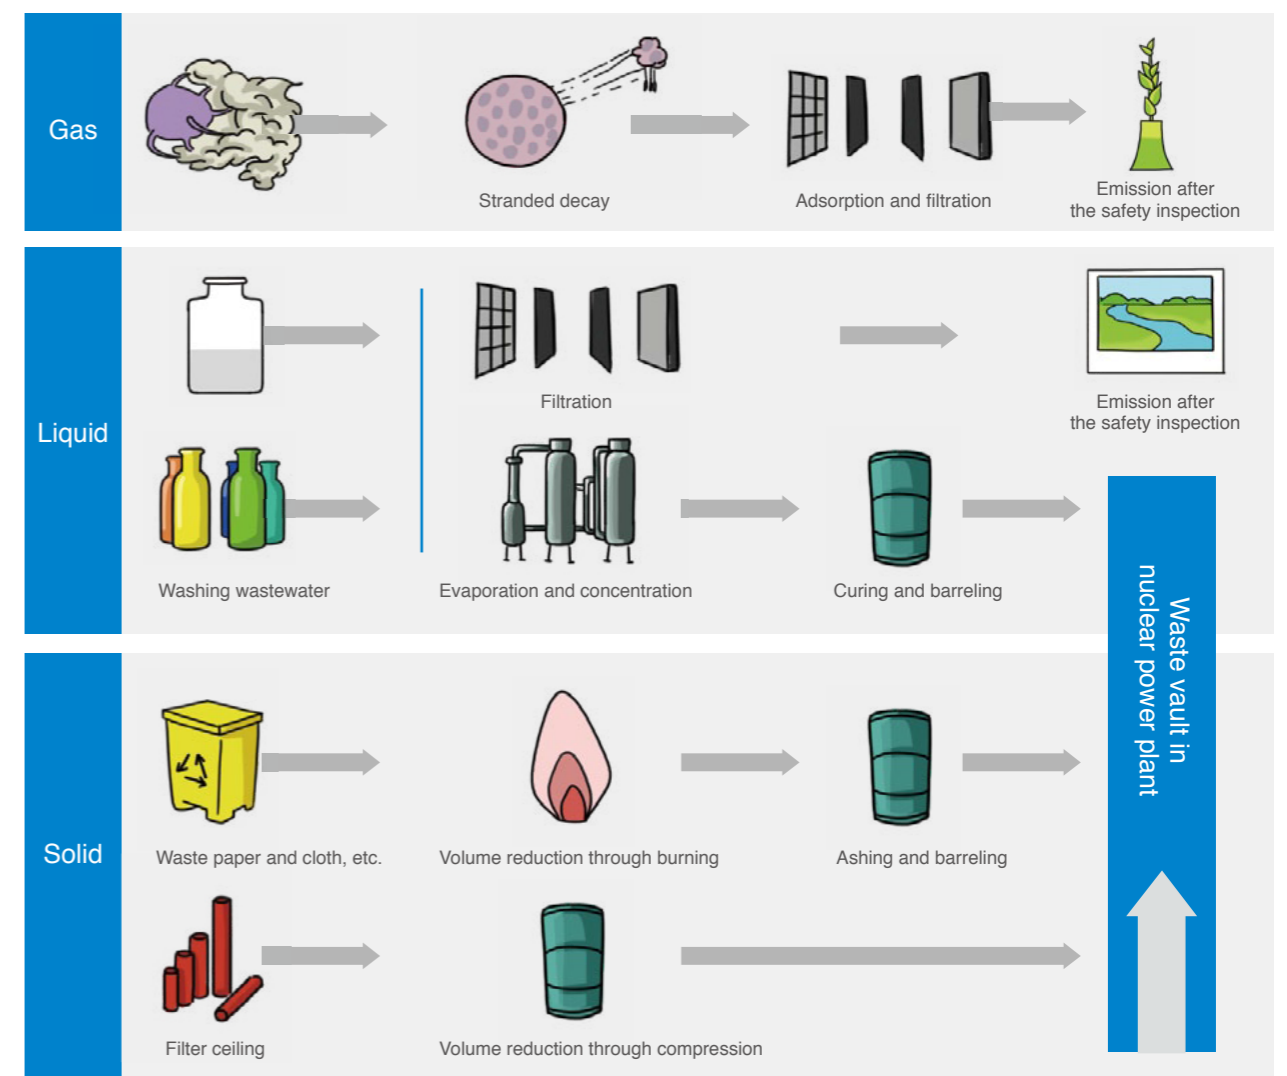 Gas
Stranded decay
Adsorption and filtration
Emission after
the safety inspection
Liquid
Filtration
Emission after
the safety inspection
Washing wastewater
Evaporation and concentration
Curing and barreling
Waste vault in
nuclear power plant
Solid
Waste paper and cloth, etc.
Volume reduction through burning
Ashing and barreling
Filter ceiling
Volume reduction through compression